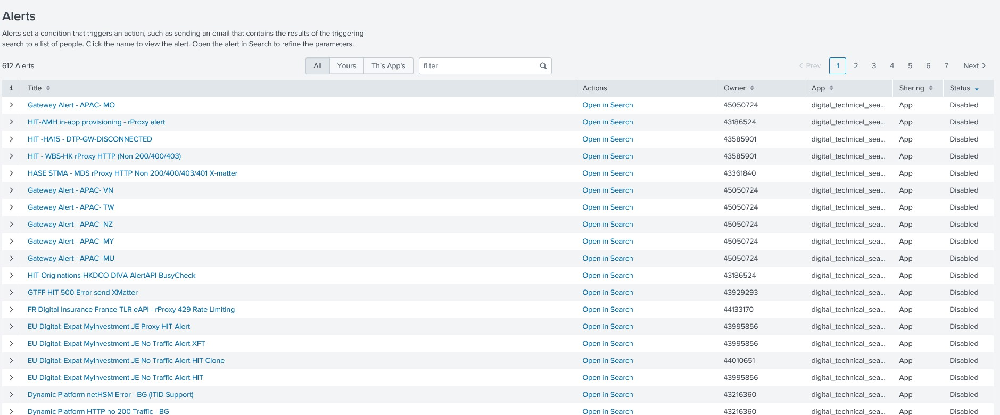 Alerts
Alerts set a condition that triggers an action, such as sending an email that contains the results of the triggering
search to a list of people. Click the name to view the alert. Open the alert in Search to refine the parameters.
612 Alerts All Yours This App's filter < Prev 1 2 3 4 5 6 7 Next >
i Title Actions Owner App Sharing Status
> Gateway Alert - APAC- MO Open in Search 45050724 digital_technical_sea... App Disabled
> HIT-AMH in-app provisioning - rProxy alert Open in Search 43186524 digital_technical_sea... App Disabled
> HIT -HA15 - DTP-GW-DISCONNECTED Open in Search 43585901 digital_technical_sea... App Disabled
> HIT - WBS-HK rProxy HTTP (Non 200/400/403) Open in Search 43585901 digital_technical_sea... App Disabled
> HASE STMA - MDS rProxy HTTP Non 200/400/403/401 X-matter Open in Search 43361840 digital_technical_sea... App Disabled
> Gateway Alert - APAC- VN Open in Search 45050724 digital_technical_sea... App Disabled
> Gateway Alert - APAC- TW Open in Search 45050724 digital_technical_sea... App Disabled
> Gateway Alert - APAC- NZ Open in Search 45050724 digital_technical_sea... App Disabled
> Gateway Alert - APAC- MY Open in Search 45050724 digital_technical_sea... App Disabled
> Gateway Alert - APAC- MU Open in Search 45050724 digital_technical_sea... App Disabled
> HIT-Originations-HKDCO-DIVA-AlertAPI-BusyCheck Open in Search 43186524 digital_technical_sea... App Disabled
> GTFF HIT 500 Error send XMatter Open in Search 43929293 digital_technical_sea... App Disabled
> FR Digital Insurance France-TLR eAPI - rProxy 429 Rate Limiting Open in Search 44133170 digital_technical_sea... App Disabled
> EU-Digital: Expat MyInvestment JE Proxy HIT Alert Open in Search 43995856 digital_technical_sea... App Disabled
> EU-Digital: Expat MyInvestment JE No Traffic Alert XFT Open in Search 43995856 digital_technical_sea... App Disabled
> EU-Digital: Expat MyInvestment JE No Traffic Alert HIT Clone Open in Search 44010651 digital_technical_sea... App Disabled
> EU-Digital: Expat MyInvestment JE No Traffic Alert HIT Open in Search 43995856 digital_technical_sea... App Disabled
> Dynamic Platform netHSM Error - BG (ITID Support) Open in Search 43216360 digital_technical_sea... App Disabled
> Dynamic Platform HTTP no 200 Traffic - BG Open in Search 43216360 digital_technical_sea... App Disabled